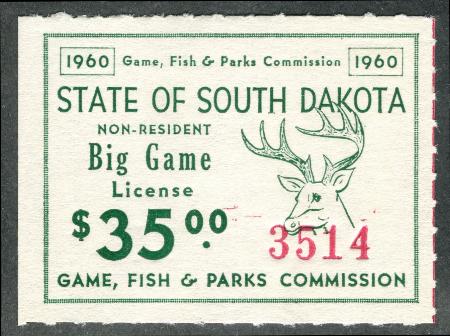 1960 Game, Fish & Parks Commission 1960
STATE OF SOUTH DAKOTA
NON-RESIDENT
Big Game
License
$35.00
3514
GAME, FISH & PARKS COMMISSION